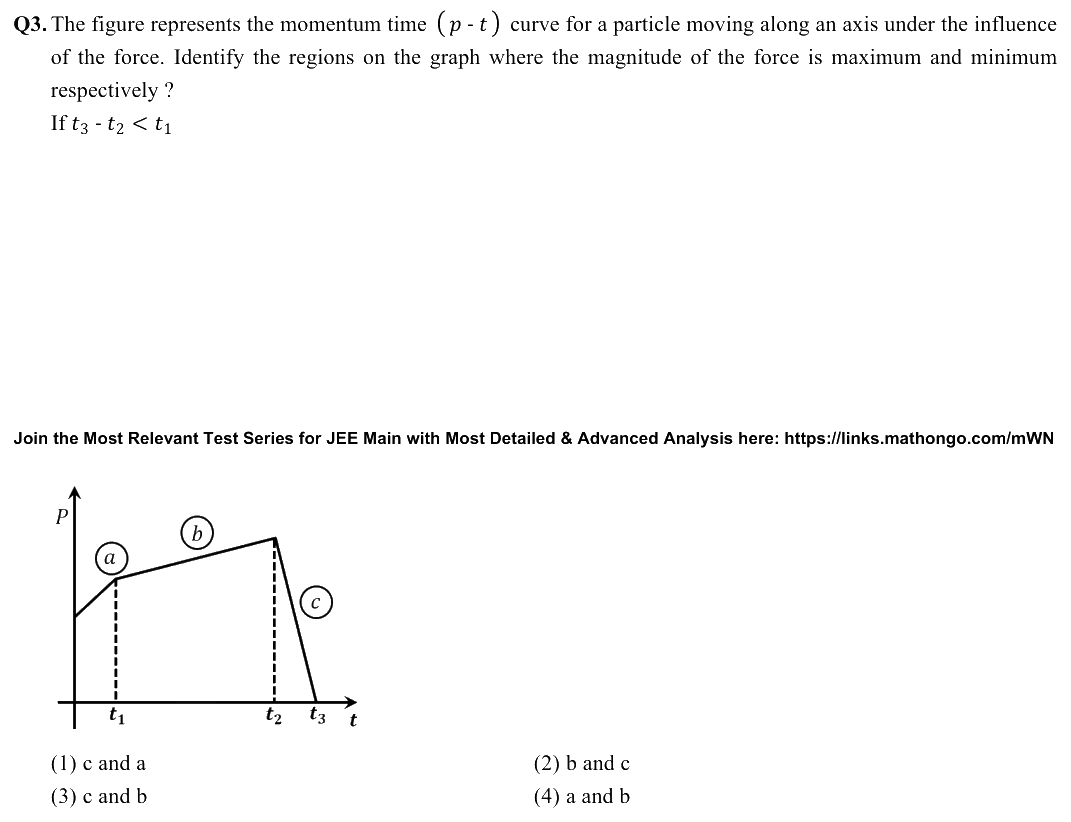 Q3. The figure represents the momentum time (p - t) curve for a particle moving along an axis under the influence
of the force. Identify the regions on the graph where the magnitude of the force is maximum and minimum
respectively ?
If t₃ - t₂ < t₁
Join the Most Relevant Test Series for JEE Main with Most Detailed & Advanced Analysis here: https://links.mathongo.com/mWN
P
b
a
c
t₁ t₂ t₃ t
(1) c and a (2) b and c
(3) c and b (4) a and b